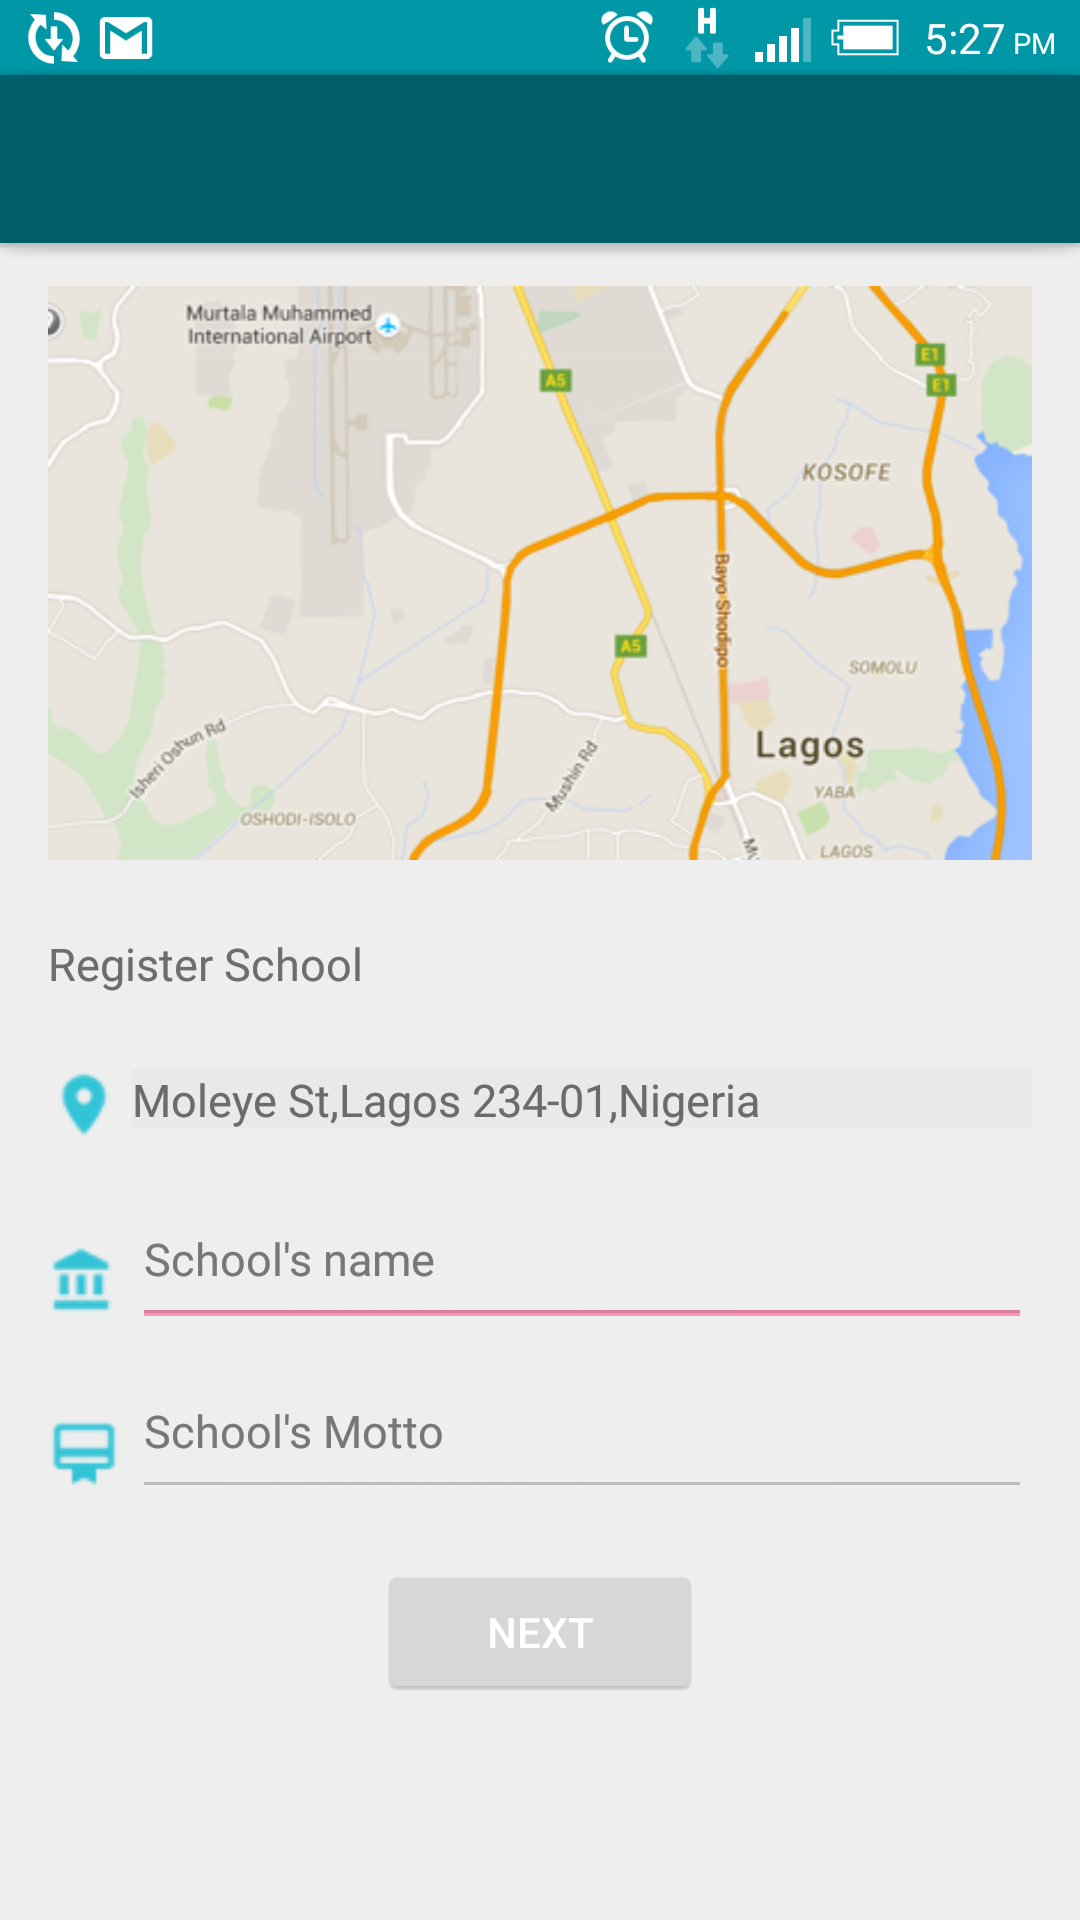 H
5:27 PM
Murtala Muhammed
International Airport
E1
A5
E1
KOSOFE
Bayo Shodipo
A5
SOMOLU
Isheri Oshun Rd
Lagos
Mushin Rd
YABA
OSHODI-ISOLO
LAGOS
Register School
Moleye St,Lagos 234-01,Nigeria
School's name
School's Motto
NEXT